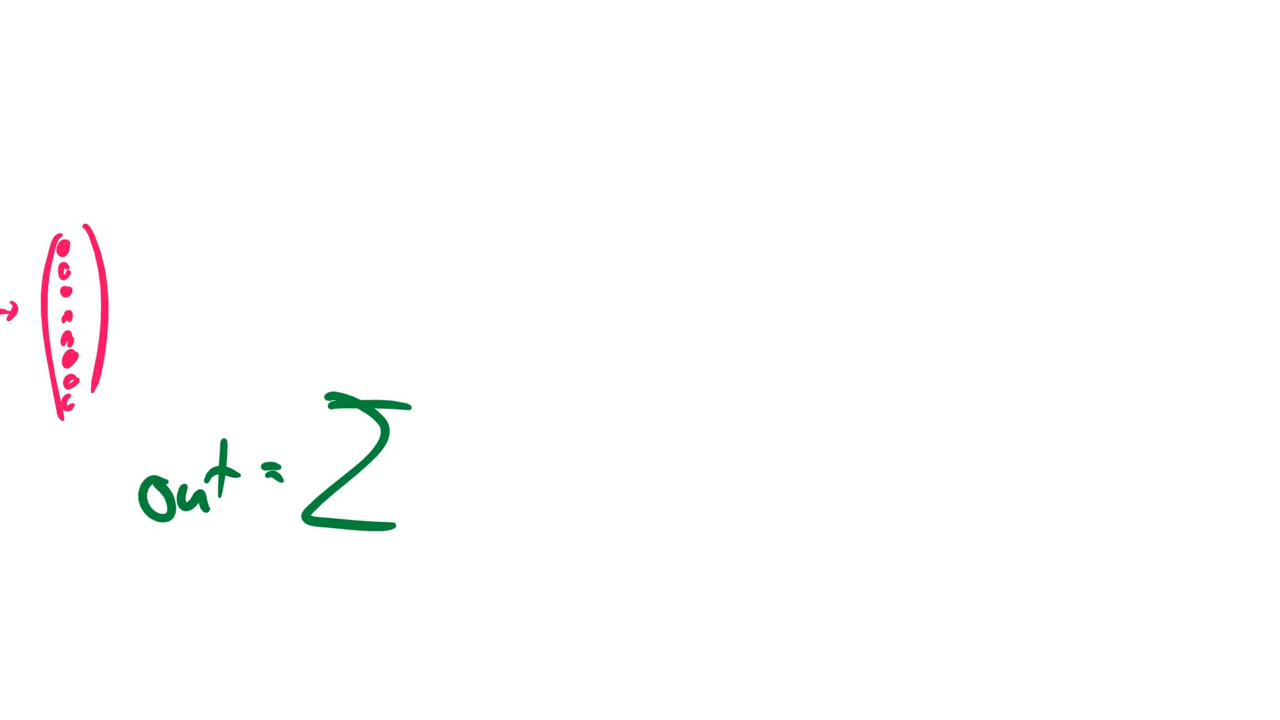 out = Σ